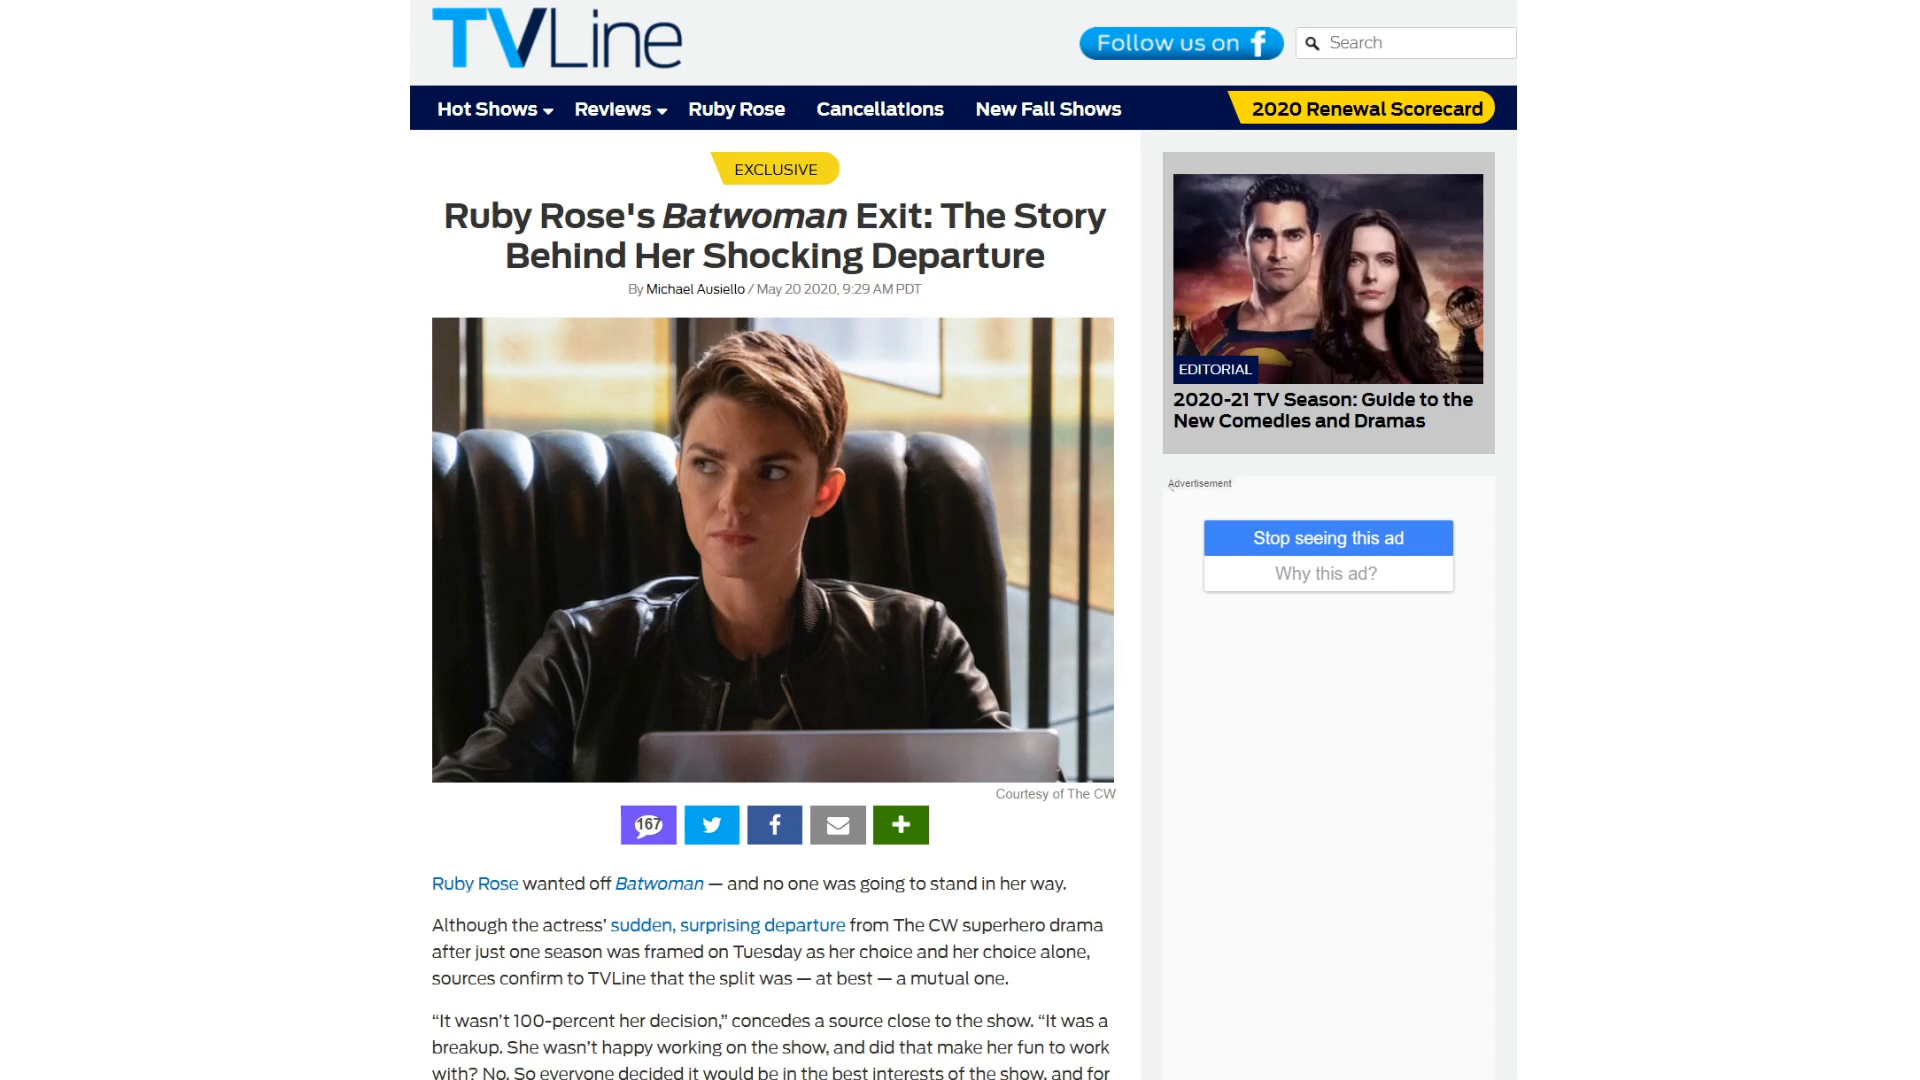 TVLine
Follow us on f
Search
Hot Shows
Reviews
Ruby Rose
Cancellations
New Fall Shows
2020 Renewal Scorecard
EXCLUSIVE
Ruby Rose's Batwoman Exit: The Story
Behind Her Shocking Departure
By Michael Ausiello / May 20 2020, 9:29 AM PDT
Courtesy of The CW
167
Ruby Rose wanted off Batwoman — and no one was going to stand in her way.
Although the actress’ sudden, surprising departure from The CW superhero drama
after just one season was framed on Tuesday as her choice and her choice alone,
sources confirm to TVLine that the split was — at best — a mutual one.
“It wasn’t 100-percent her decision,” concedes a source close to the show. “It was a
breakup. She wasn’t happy working on the show, and did that make her fun to work
with? No. So everyone decided it would be in the best interests of the show, and for
EDITORIAL
2020-21 TV Season: Guide to the
New Comedies and Dramas
Advertisement
Stop seeing this ad
Why this ad?